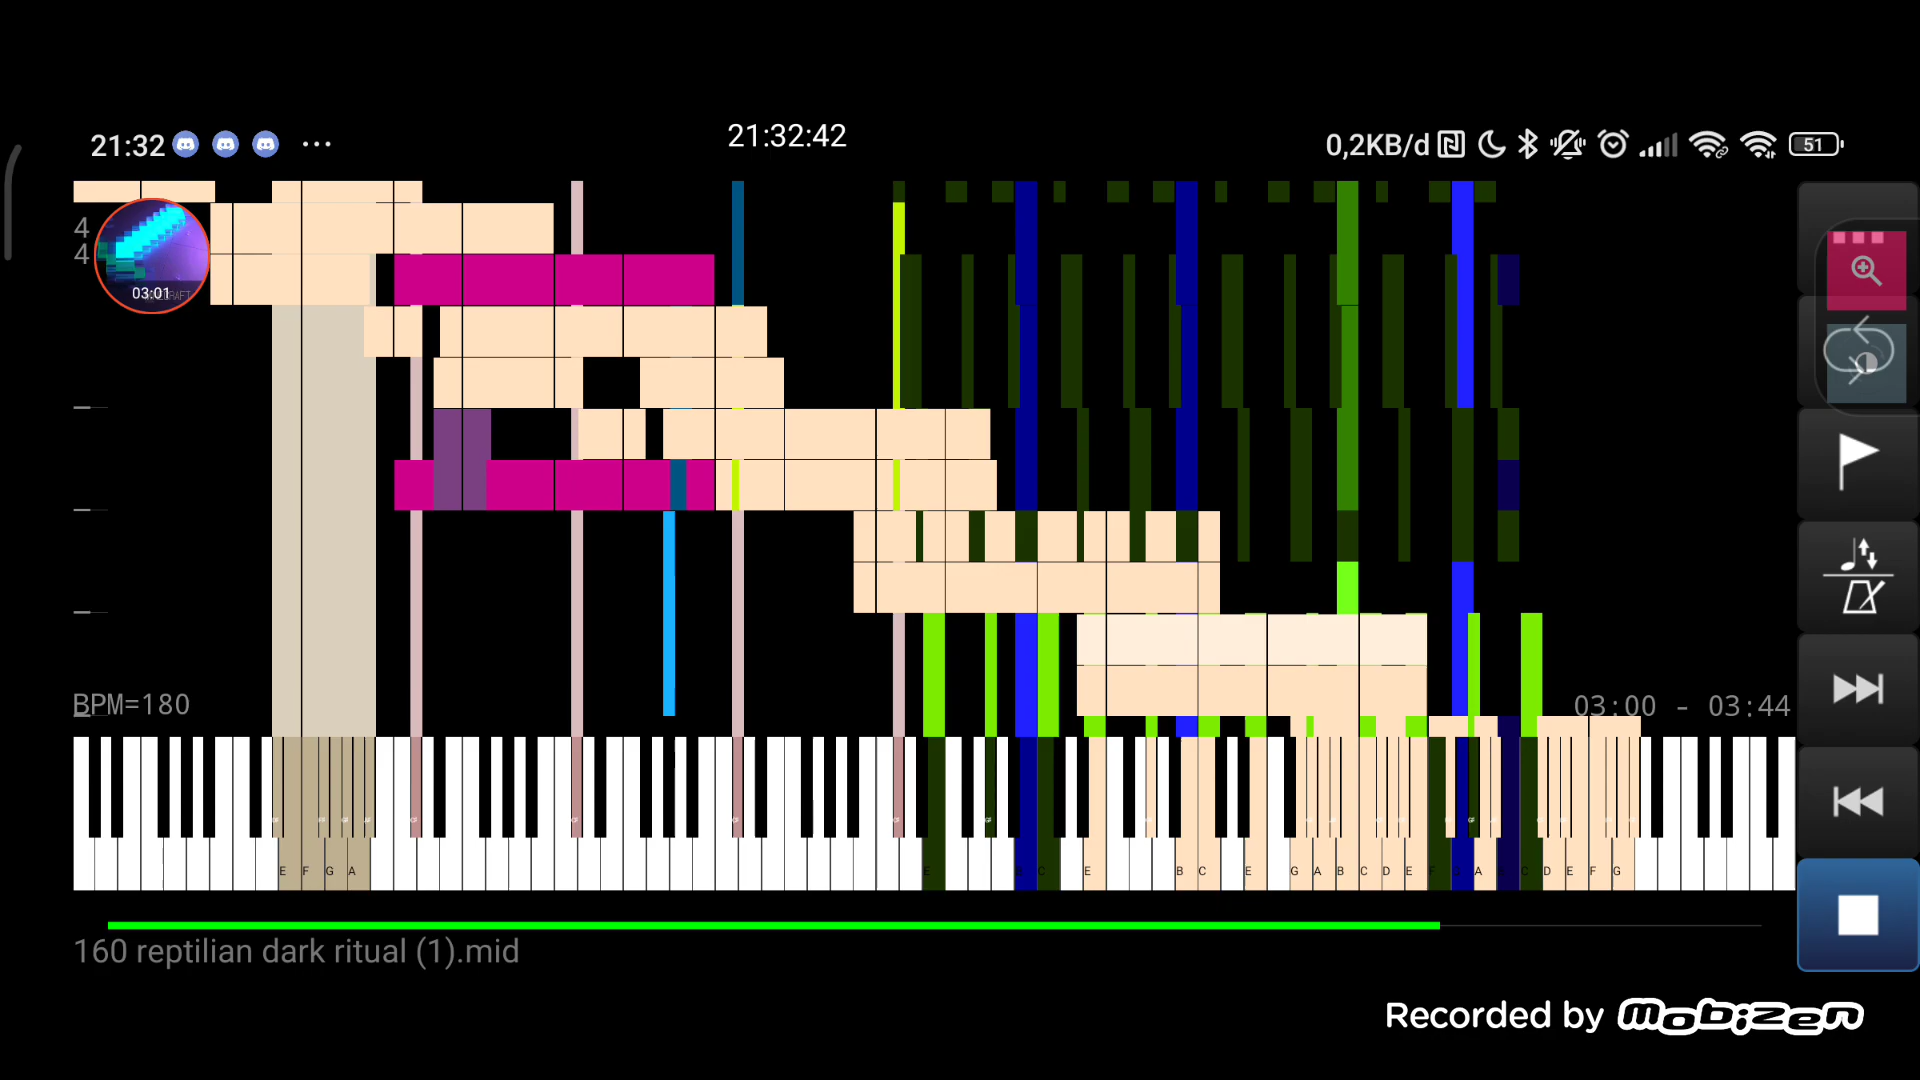 21:32
21:32:42
0,2KB/d
51
4
4
03:01
BPM=180
03:00 - 03:44
E F G A
E
C
E
B C
E
G A B C D E F
A
C D E F G
160 reptilian dark ritual (1).mid
Recorded by mobizen